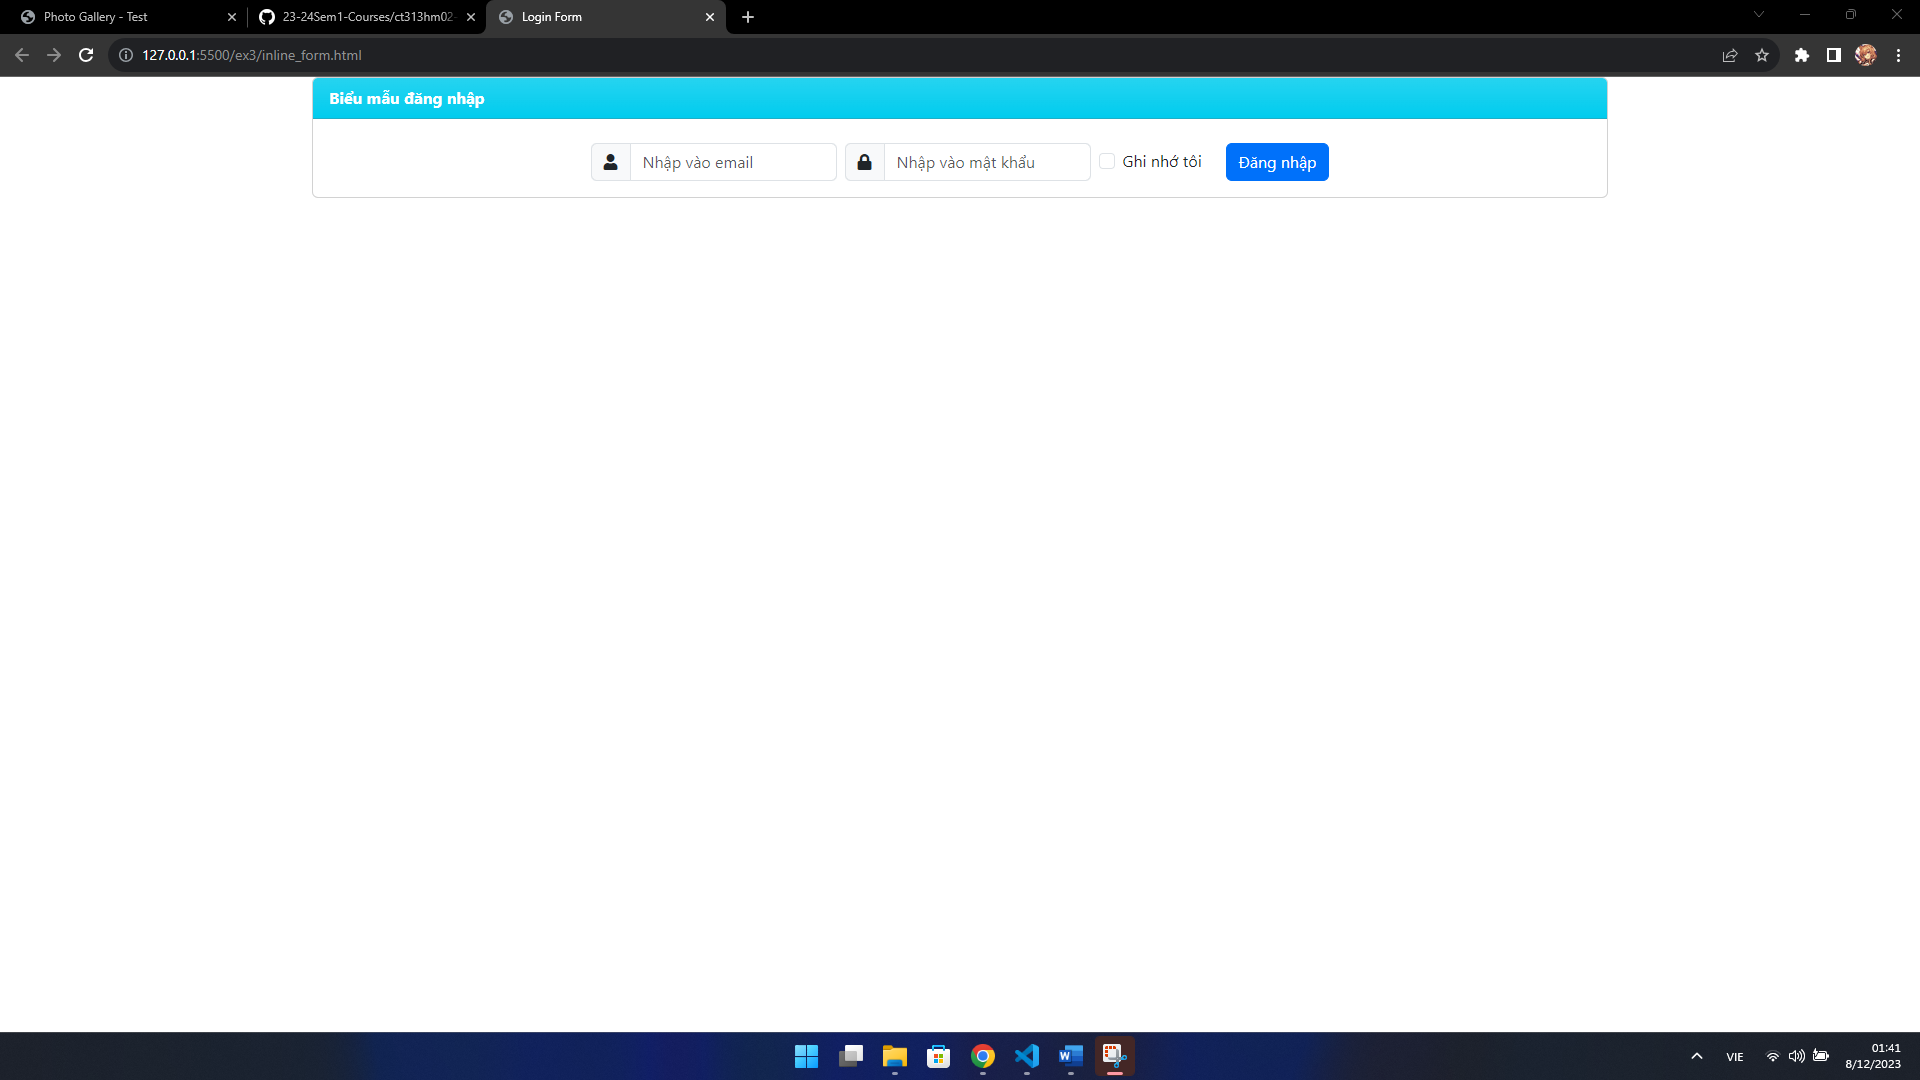 Photo Gallery - Test
23-24Sem1-Courses/ct313hm02-
Login Form
127.0.0.1:5500/ex3/inline_form.html
Biểu mẫu đăng nhập
Nhập vào email
Nhập vào mật khẩu
Ghi nhớ tôi
Đăng nhập
VIE
01:41
8/12/2023